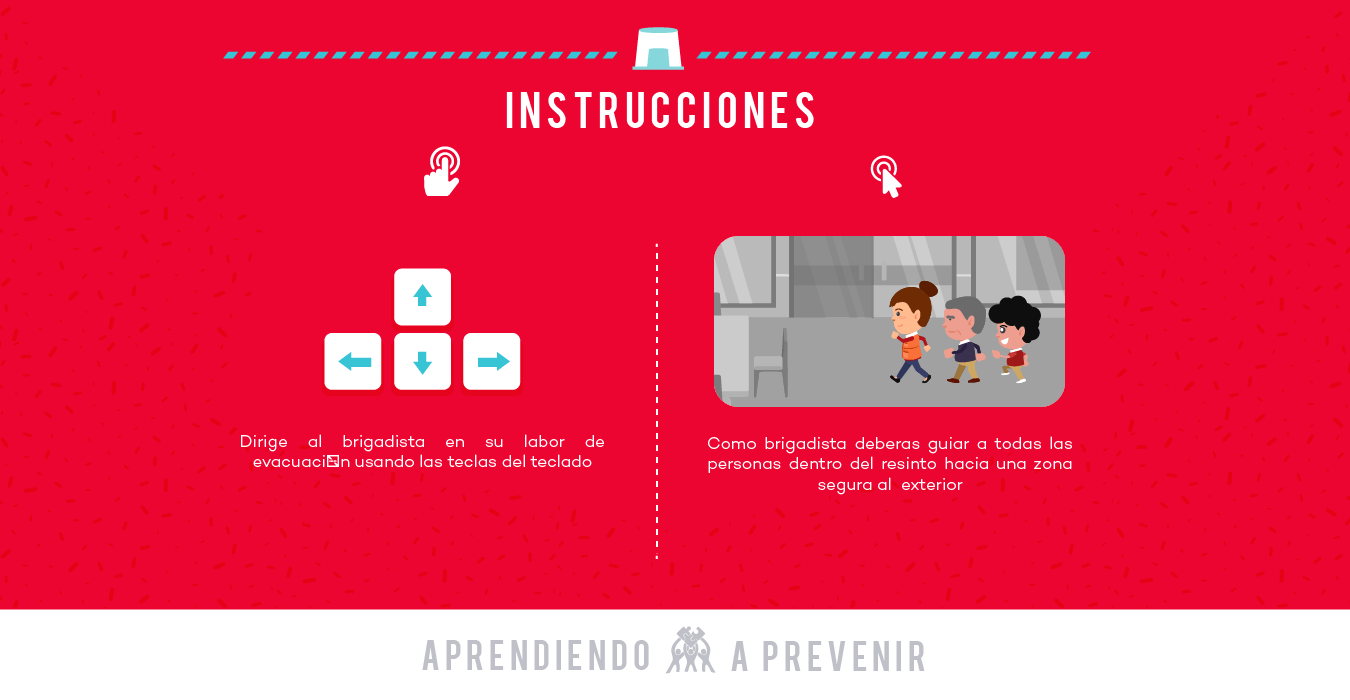 INSTRUCCIONES
Dirige al brigadista en su labor de
usando las teclas del teclado
Como brigadista deberas guiar a todas las
personas dentro del resinto hacia una zona
segura al exterior
APRENDIENDO A PREVENIR